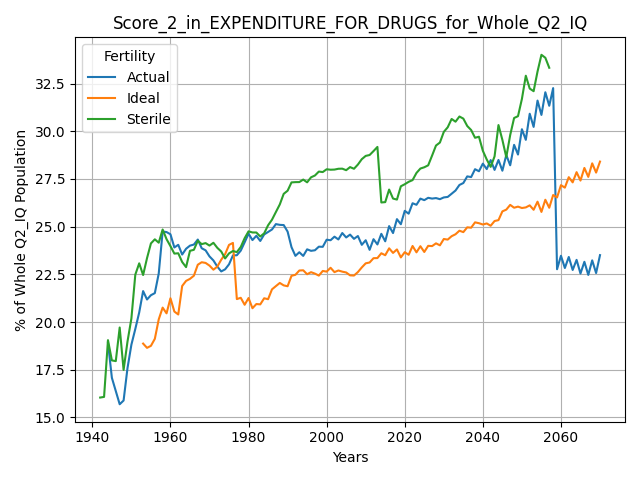 Score_2_in_EXPENDITURE_FOR_DRUGS_for_Whole_Q2_IQ
Fertility
Actual
Ideal
Sterile
% of Whole Q2_IQ Population
32.5
30.0
27.5
25.0
22.5
20.0
17.5
15.0
1940 1960 1980 2000 2020 2040 2060
Years